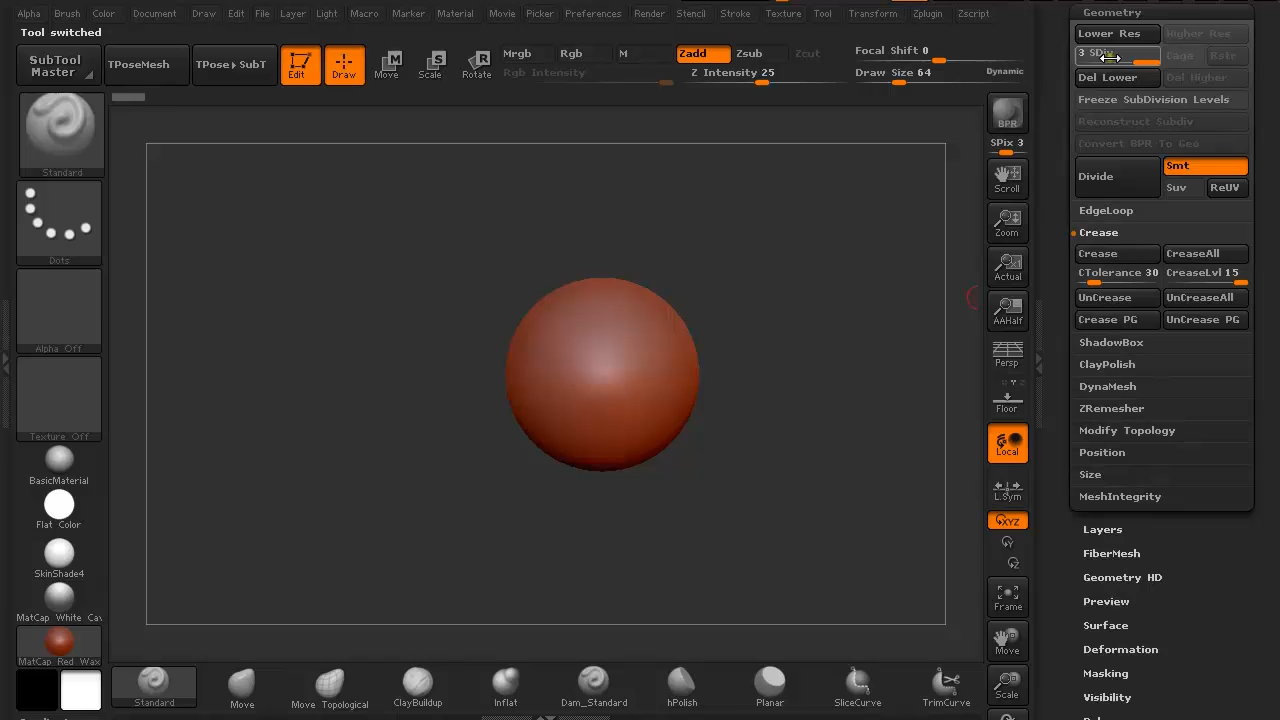 Alpha Brush Color Document Draw Edit File Layer Light Macro Marker Material Movie Picker Preferences Render Stencil Stroke Texture Tool Transform Zplugin Zscript
Tool switched
SubTool
Master
TPoseMesh
TPose▸SubT
Edit
Draw
Move
Scale
Rotate
Mrgb
Rgb
M
Zadd
Zsub
Zcut
Rgb Intensity
Z Intensity 25
Focal Shift 0
Draw Size 64
Dynamic
Standard
Dots
Alpha Off
Texture Off
BasicMaterial
Flat Color
SkinShade4
MatCap White Cav
MatCap Red Wax
BPR
SPix 3
Scroll
Zoom
Actual
AAHalf
Persp
Floor
Local
L.Sym
XYZ
Y
Z
Frame
Move
Scale
Standard
Move
Move Topological
ClayBuildup
Inflat
Dam_Standard
hPolish
Planar
SliceCurve
TrimCurve
Geometry
Lower Res
Higher Res
3 SDiv
Cage
Rstr
Del Lower
Del Higher
Freeze SubDivision Levels
Reconstruct Subdiv
Convert BPR To Geo
Divide
Smt
Suv
ReUV
EdgeLoop
Crease
Crease
CreaseAll
CTolerance 30
CreaseLvl 15
UnCrease
UnCreaseAll
Crease PG
UnCrease PG
ShadowBox
ClayPolish
DynaMesh
ZRemesher
Modify Topology
Position
Size
MeshIntegrity
Layers
FiberMesh
Geometry HD
Preview
Surface
Deformation
Masking
Visibility